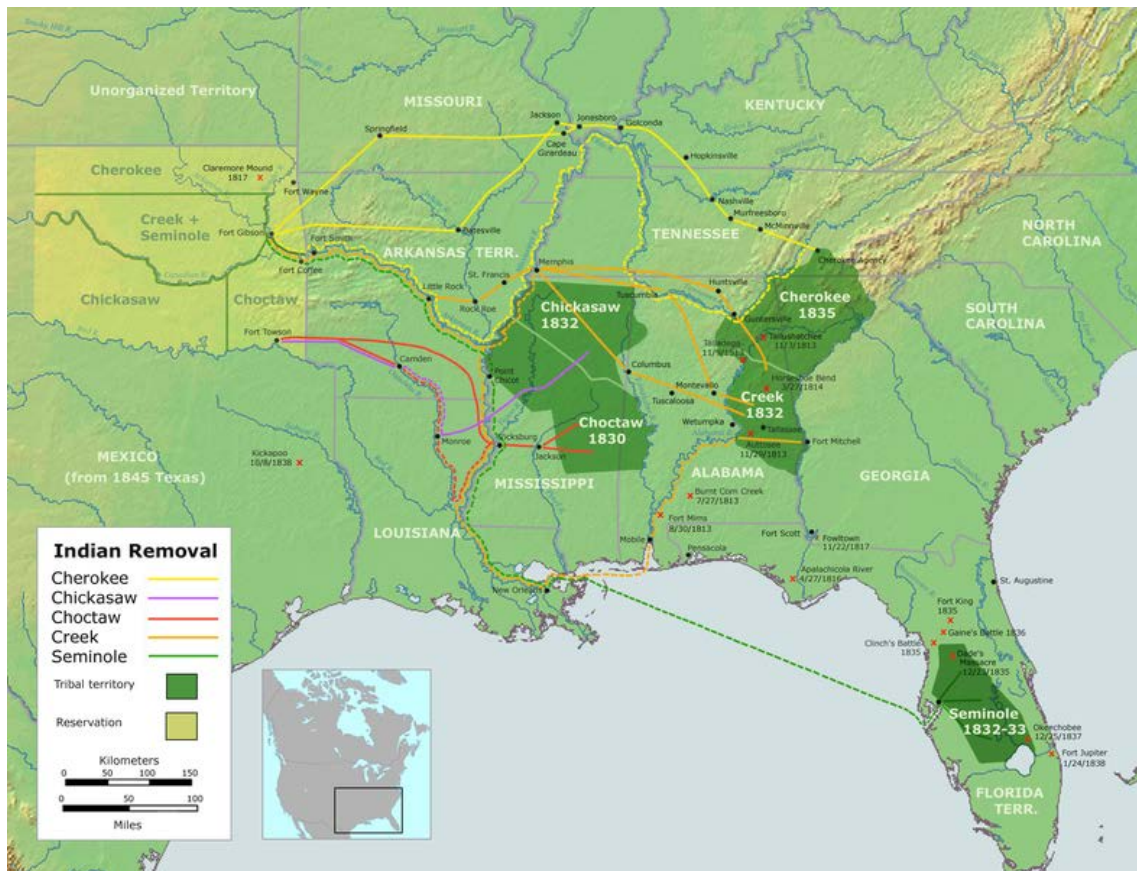 Unorganized Territory
MISSOURI
KENTUCKY
Jackson
Jonesboro
Golconda
Springfield
Cape
Girardeau
Hopkinsville
Cherokee
Claremore Mound
1817
Fort Wayne
Nashville
Murfreesboro
McMinnville
Creek +
Seminole
Fort Gibson
Fort Smith
Batesville
ARKANSAS TERR.
TENNESSEE
NORTH
CAROLINA
Cherokee Agency
Canadian R.
Fort Coffee
St. Francis
Memphis
Chickasaw
Choctaw
Little Rock
Rock Roe
Chickasaw
1832
Tuscumbia
Huntsville
Guntersville
Cherokee
1835
SOUTH
CAROLINA
Fort Towson
Tallushatchee
11/3/1813
Talladega
Camden
Point
Chicot
Columbus
Horseshoe Bend
3/27/1814
Montevallo
Tuscaloosa
Creek
1832
Choctaw
1830
Wetumpka
Monroe
Jackson
Fort Mitchell
11/29/1813
MEXICO
(from 1845 Texas)
Kickapoo
10/8/1838
MISSISSIPPI
ALABAMA
GEORGIA
Burnt Corn Creek
7/27/1813
LOUISIANA
Fort Mims
8/30/1813
Mobile
Pensacola
Fort Scott
Fowltown
11/22/1817
Apalachicola River
4/27/1816
New Orleans
St. Augustine
Fort King
1835
Gaine's Battle 1836
Clinch's Battle
1835
Dade's
Massacre
Seminole
1832-33
Okeechobee
12/25/1837
Fort Jupiter
1/24/1838
FLORIDA
TERR.
Indian Removal
Cherokee
Chickasaw
Choctaw
Creek
Seminole
Tribal territory
Reservation
Kilometers
0 50 100 150
0 50 100
Miles